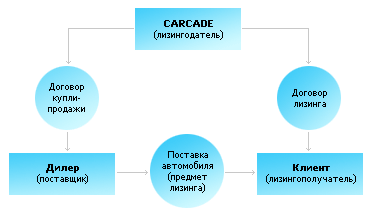 CARCADE
(лизингодатель)
Договор
купли-
продажи
Договор
лизинга
Дилер
(поставщик)
Поставка
автомобиля
(предмет
лизинга)
Клиент
(лизингополучатель)